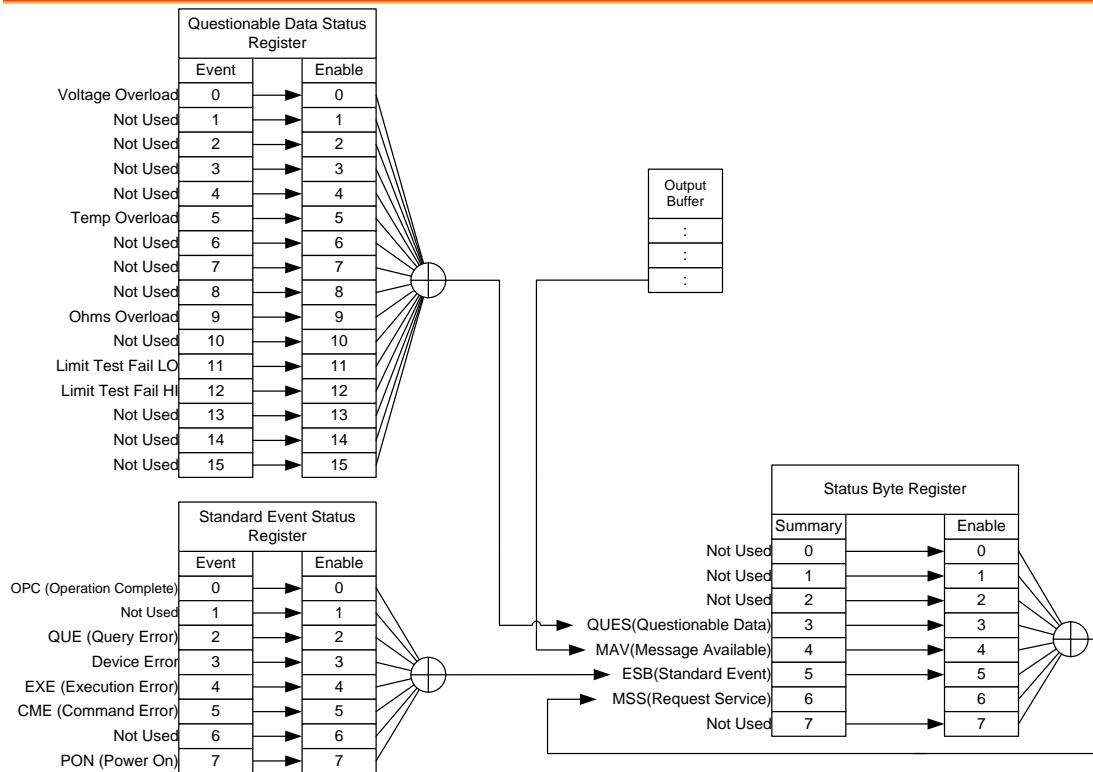 Questionable Data Status
Register
Event Enable
Voltage Overload 0 0
Not Used 1 1
Not Used 2 2
Not Used 3 3
Not Used 4 4
Temp Overload 5 5
Not Used 6 6
Not Used 7 7
Not Used 8 8
Ohms Overload 9 9
Not Used 10 10
Limit Test Fail LO 11 11
Limit Test Fail HI 12 12
Not Used 13 13
Not Used 14 14
Not Used 15 15
Output
Buffer
:
:
:
Standard Event Status
Register
Event Enable
OPC (Operation Complete) 0 0
Not Used 1 1
QUE (Query Error) 2 2
Device Error 3 3
EXE (Execution Error) 4 4
CME (Command Error) 5 5
Not Used 6 6
PON (Power On) 7 7
Status Byte Register
Summary Enable
Not Used 0 0
Not Used 1 1
Not Used 2 2
QUES(Questionable Data) 3 3
MAV(Message Available) 4 4
ESB(Standard Event) 5 5
MSS(Request Service) 6 6
Not Used 7 7